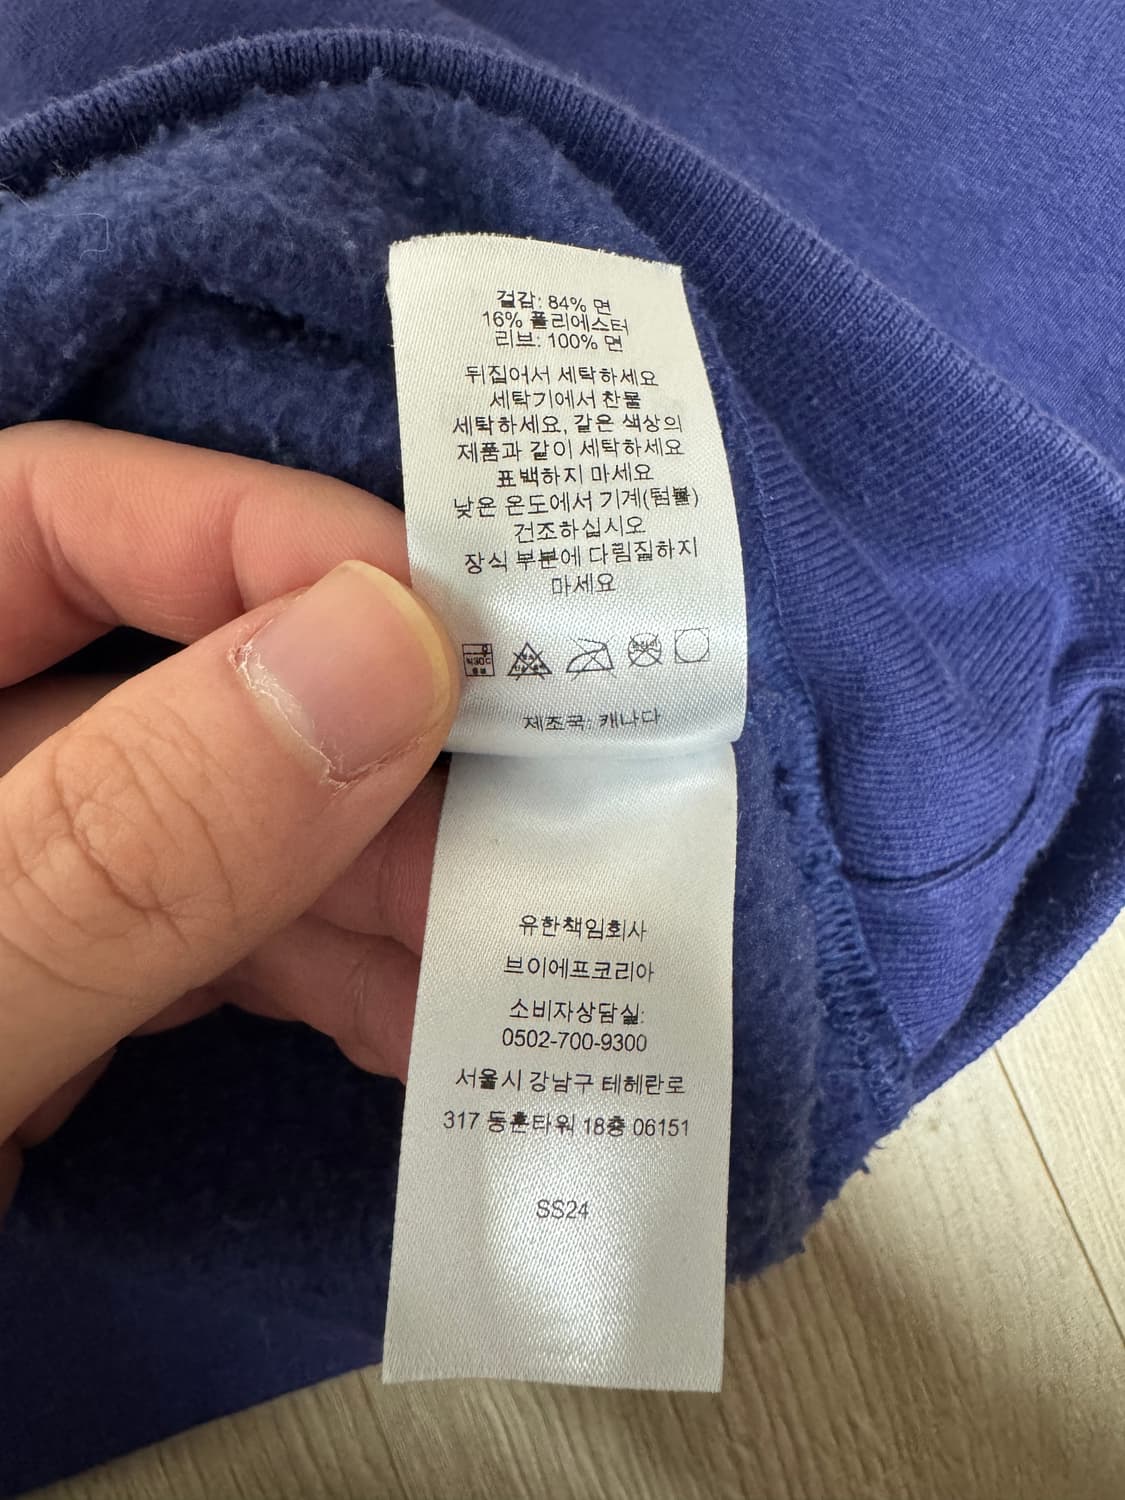 겉감: 84% 면
16% 폴리에스터
리브: 100% 면
뒤집어서 세탁하세요
세탁기에서 찬물
세탁하세요, 같은 색상의
제품과 같이 세탁하세요
표백하지 마세요
낮은 온도에서 기계(텀블)
건조하십시오
장식 부분에 다림질하지
마세요
제조국: 캐나다
유한책임회사
브이에프코리아
소비자상담실:
0502-700-9300
서울시 강남구 테헤란로
317 동훈타워 18층 06151
SS24